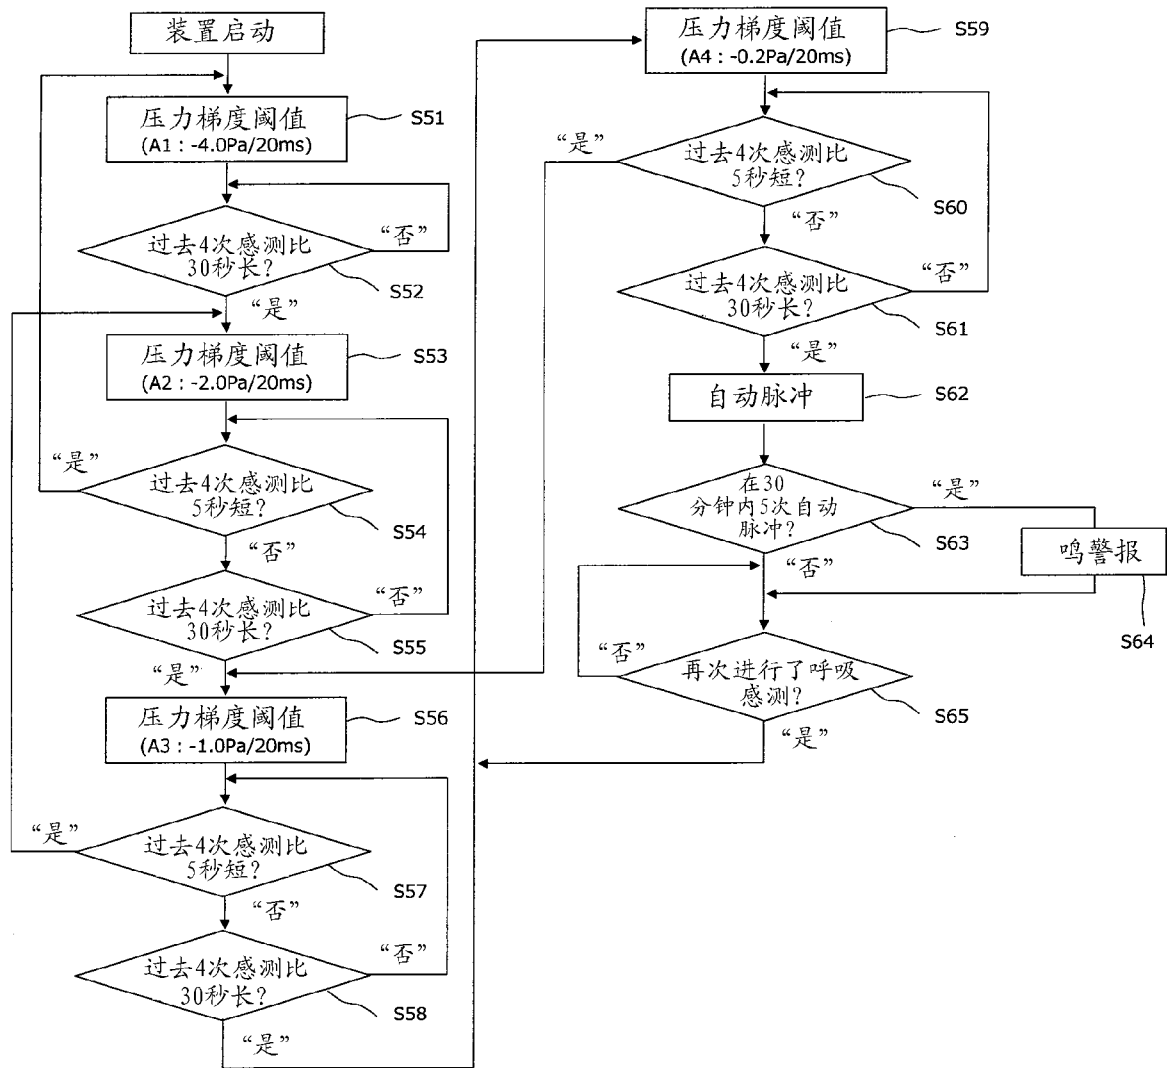 装置启动
压力梯度阈值
(A1 : -4.0Pa/20ms)
S51
过去4次感测比
30秒长?
“否”
S52
“是”
压力梯度阈值
(A2 : -2.0Pa/20ms)
S53
“是”
过去4次感测比
5秒短?
S54
“否”
过去4次感测比
30秒长?
“否”
S55
“是”
压力梯度阈值
(A3 : -1.0Pa/20ms)
S56
“是”
过去4次感测比
5秒短?
S57
“否”
过去4次感测比
30秒长?
“否”
S58
“是”
压力梯度阈值
(A4 : -0.2Pa/20ms)
S59
“是”
过去4次感测比
5秒短?
S60
“否”
过去4次感测比
30秒长?
“否”
S61
“是”
自动脉冲
S62
在30
分钟内5次自动
脉冲?
“是”
S63
鸣警报
S64
“否”
“否”
再次进行了呼吸
感测?
S65
“是”